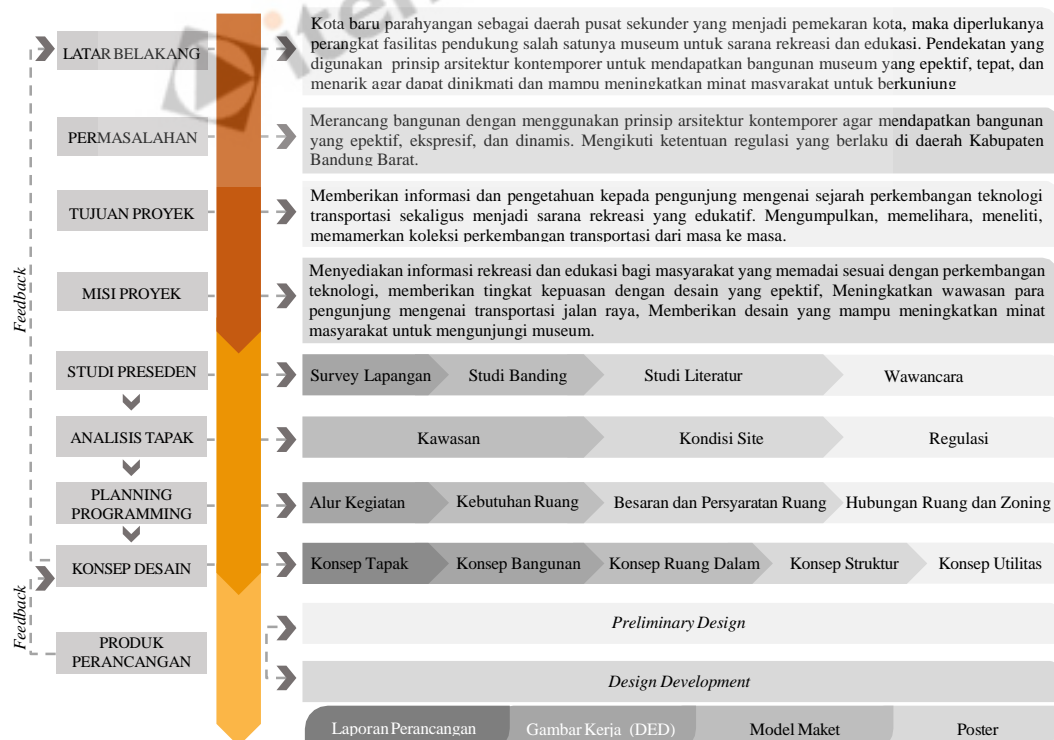 LATAR BELAKANG
Kota baru parahyangan sebagai daerah pusat sekunder yang menjadi pemekaran kota, maka diperlukanya
perangkat fasilitas pendukung salah satunya museum untuk sarana rekreasi dan edukasi. Pendekatan yang
digunakan prinsip arsitektur kontemporer untuk mendapatkan bangunan museum yang epektif, tepat, dan
menarik agar dapat dinikmati dan mampu meningkatkan minat masyarakat untuk berkunjung
PERMASALAHAN
Merancang bangunan dengan menggunakan prinsip arsitektur kontemporer agar mendapatkan bangunan
yang epektif, ekspresif, dan dinamis. Mengikuti ketentuan regulasi yang berlaku di daerah Kabupaten
Bandung Barat.
TUJUAN PROYEK
Memberikan informasi dan pengetahuan kepada pengunjung mengenai sejarah perkembangan teknologi
transportasi sekaligus menjadi sarana rekreasi yang edukatif. Mengumpulkan, memelihara, meneliti,
memamerkan koleksi perkembangan transportasi dari masa ke masa.
MISI PROYEK
Menyediakan informasi rekreasi dan edukasi bagi masyarakat yang memadai sesuai dengan perkembangan
teknologi, memberikan tingkat kepuasan dengan desain yang epektif, Meningkatkan wawasan para
pengunjung mengenai transportasi jalan raya, Memberikan desain yang mampu meningkatkan minat
masyarakat untuk mengunjungi museum.
Feedback
STUDI PRESEDEN
Survey Lapangan
Studi Banding
Studi Literatur
Wawancara
ANALISIS TAPAK
Kawasan
Kondisi Site
Regulasi
PLANNING
PROGRAMMING
Alur Kegiatan
Kebutuhan Ruang
Besaran dan Persyaratan Ruang
Hubungan Ruang dan Zoning
KONSEP DESAIN
Konsep Tapak
Konsep Bangunan
Konsep Ruang Dalam
Konsep Struktur
Konsep Utilitas
Feedback
PRODUK
PERANCANGAN
Preliminary Design
Design Development
Laporan Perancangan
Gambar Kerja (DED)
Model Maket
Poster